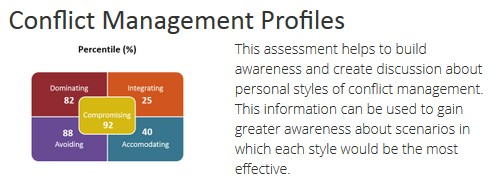 Conflict Management Profiles
Percentile (%)
Dominating
82
Integrating
25
Compromising
92
88
Avoiding
40
Accomodating
This assessment helps to build
awareness and create discussion about
personal styles of conflict management.
This information can be used to gain
greater awareness about scenarios in
which each style would be the most
effective.